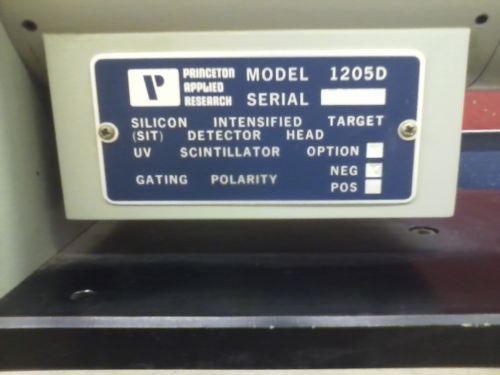 P PRINCETON APPLIED RESEARCH
MODEL 1205D
SERIAL
SILICON INTENSIFIED TARGET
(SIT) DETECTOR HEAD
UV SCINTILLATOR OPTION
GATING POLARITY NEG
POS